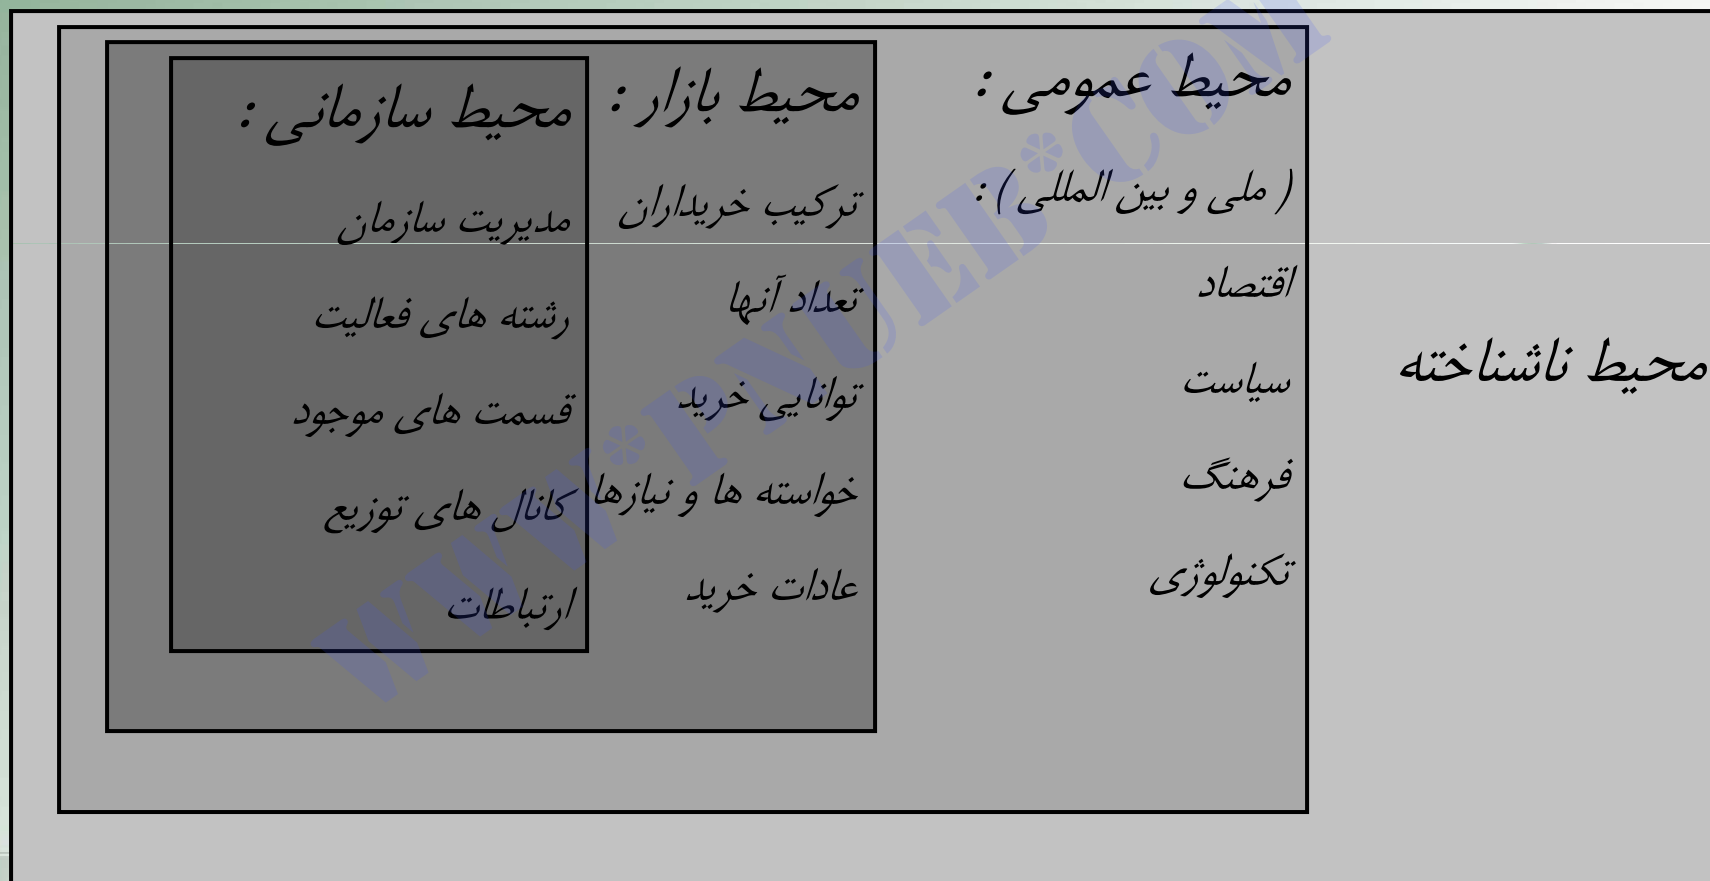 محیط ناشناخته
محیط عمومی :
( ملی و بین المللی ) :
اقتصاد
سیاست
فرهنگ
تکنولوژی
محیط بازار :
ترکیب خریداران
تعداد آنها
توانایی خرید
خواسته ها و نیازها
عادات خرید
محیط سازمانی :
مدیریت سازمان
رشته های فعالیت
قسمت های موجود
کانال های توزیع
ارتباطات
WWW*PNUEB*COM